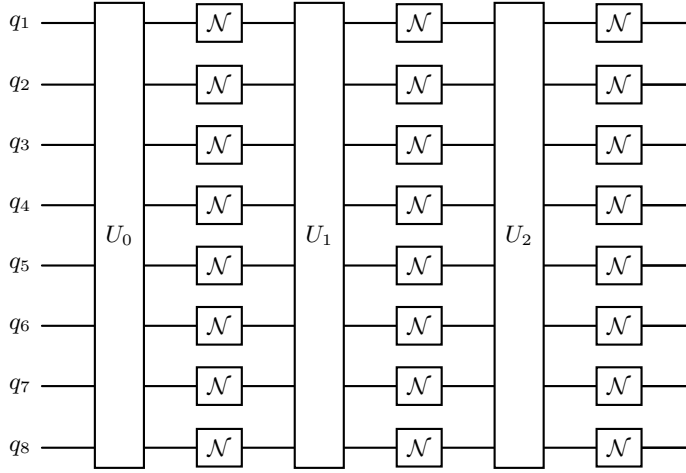 q₁ 𝒩 𝒩 𝒩
q₂ 𝒩 𝒩 𝒩
q₃ 𝒩 𝒩 𝒩
q₄ 𝒩 𝒩 𝒩
U₀ U₁ U₂
q₅ 𝒩 𝒩 𝒩
q₆ 𝒩 𝒩 𝒩
q₇ 𝒩 𝒩 𝒩
q₈ 𝒩 𝒩 𝒩